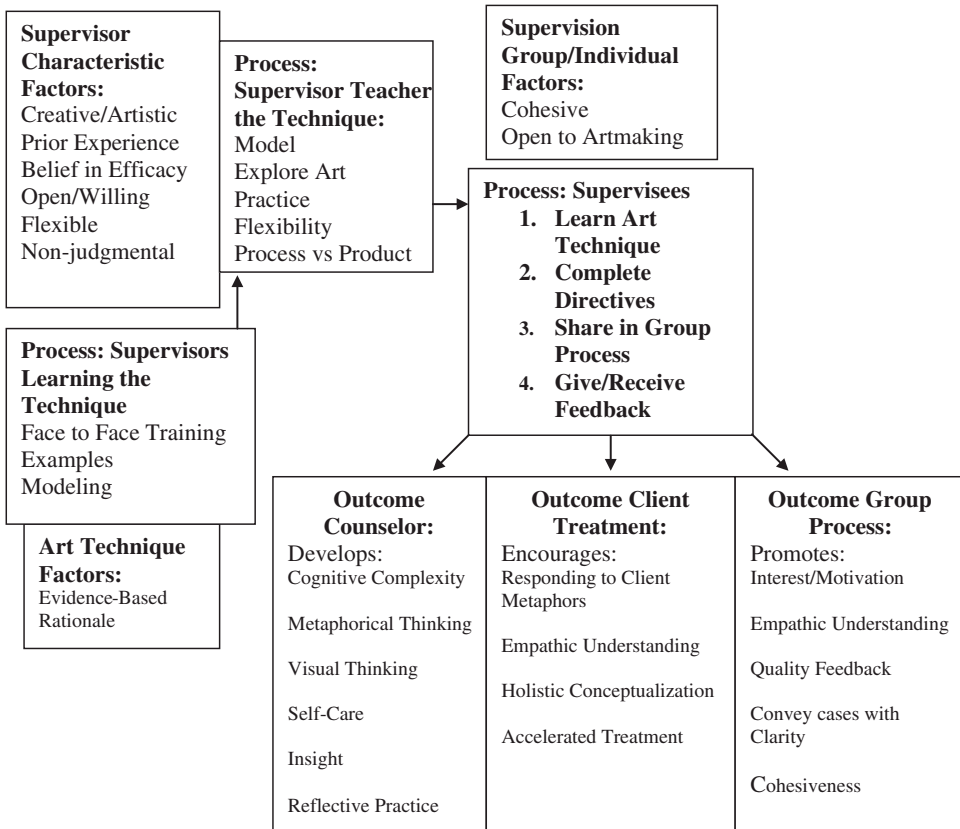 Supervisor
Characteristic
Factors:
Creative/Artistic
Prior Experience
Belief in Efficacy
Open/Willing
Flexible
Non-judgmental
Process:
Supervisor Teacher
the Technique:
Model
Explore Art
Practice
Flexibility
Process vs Product
Supervision
Group/Individual
Factors:
Cohesive
Open to Artmaking
Process: Supervisees
1. Learn Art
Technique
2. Complete
Directives
3. Share in Group
Process
4. Give/Receive
Feedback
Process: Supervisors
Learning the
Technique
Face to Face Training
Examples
Modeling
Art Technique
Factors:
Evidence-Based
Rationale
Outcome
Counselor:
Develops:
Cognitive Complexity
Metaphorical Thinking
Visual Thinking
Self-Care
Insight
Reflective Practice
Outcome Client
Treatment:
Encourages:
Responding to Client
Metaphors
Empathic Understanding
Holistic Conceptualization
Accelerated Treatment
Outcome Group
Process:
Promotes:
Interest/Motivation
Empathic Understanding
Quality Feedback
Convey cases with
Clarity
Cohesiveness